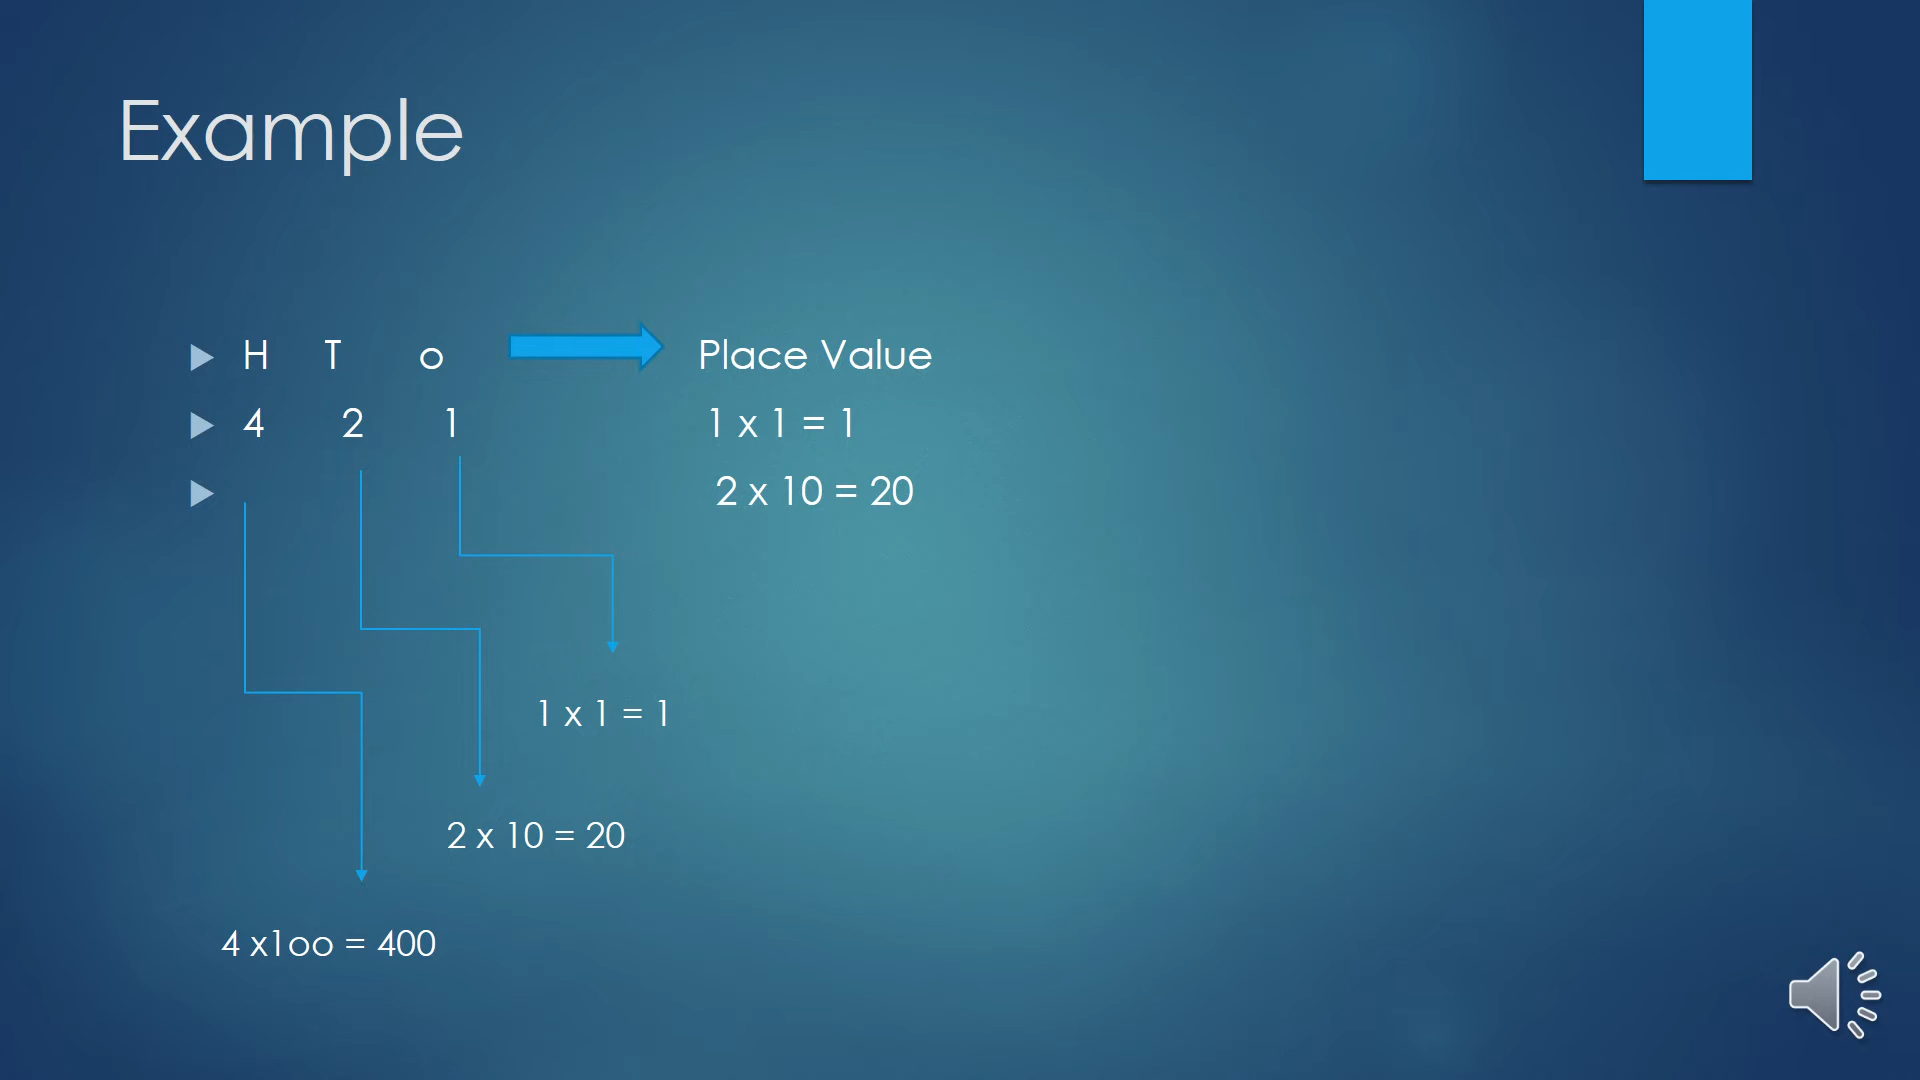 Example
H T o Place Value
4 2 1 1 x 1 = 1
2 x 10 = 20
1 x 1 = 1
2 x 10 = 20
4 x1oo = 400